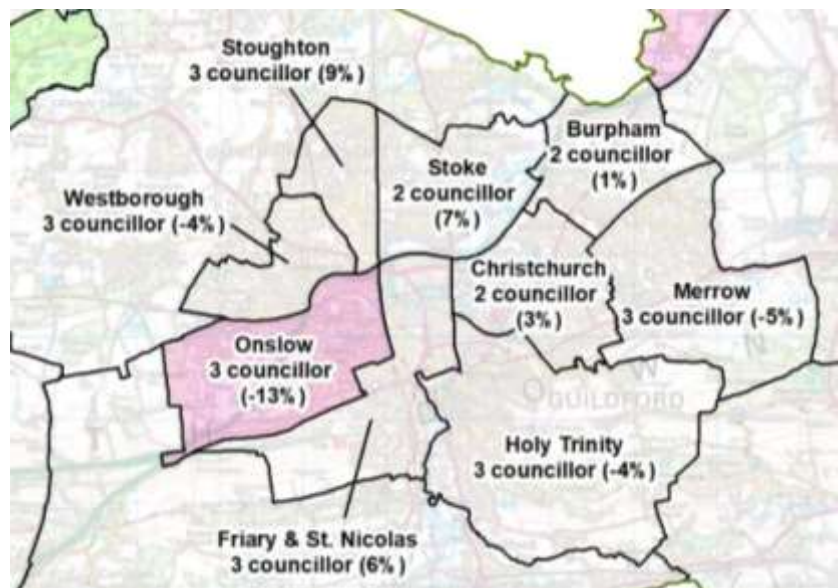 Stoughton
3 councillor (9%)
Burpham
2 councillor
(1%)
Stoke
2 councillor
(7%)
Westborough
3 councillor (-4%)
Christchurch
2 councillor
(3%)
Merrow
3 councillor (-5%)
Onslow
3 councillor
(-13%)
GUILDFORD
Holy Trinity
3 councillor (-4%)
Friary & St. Nicolas
3 councillor (6%)